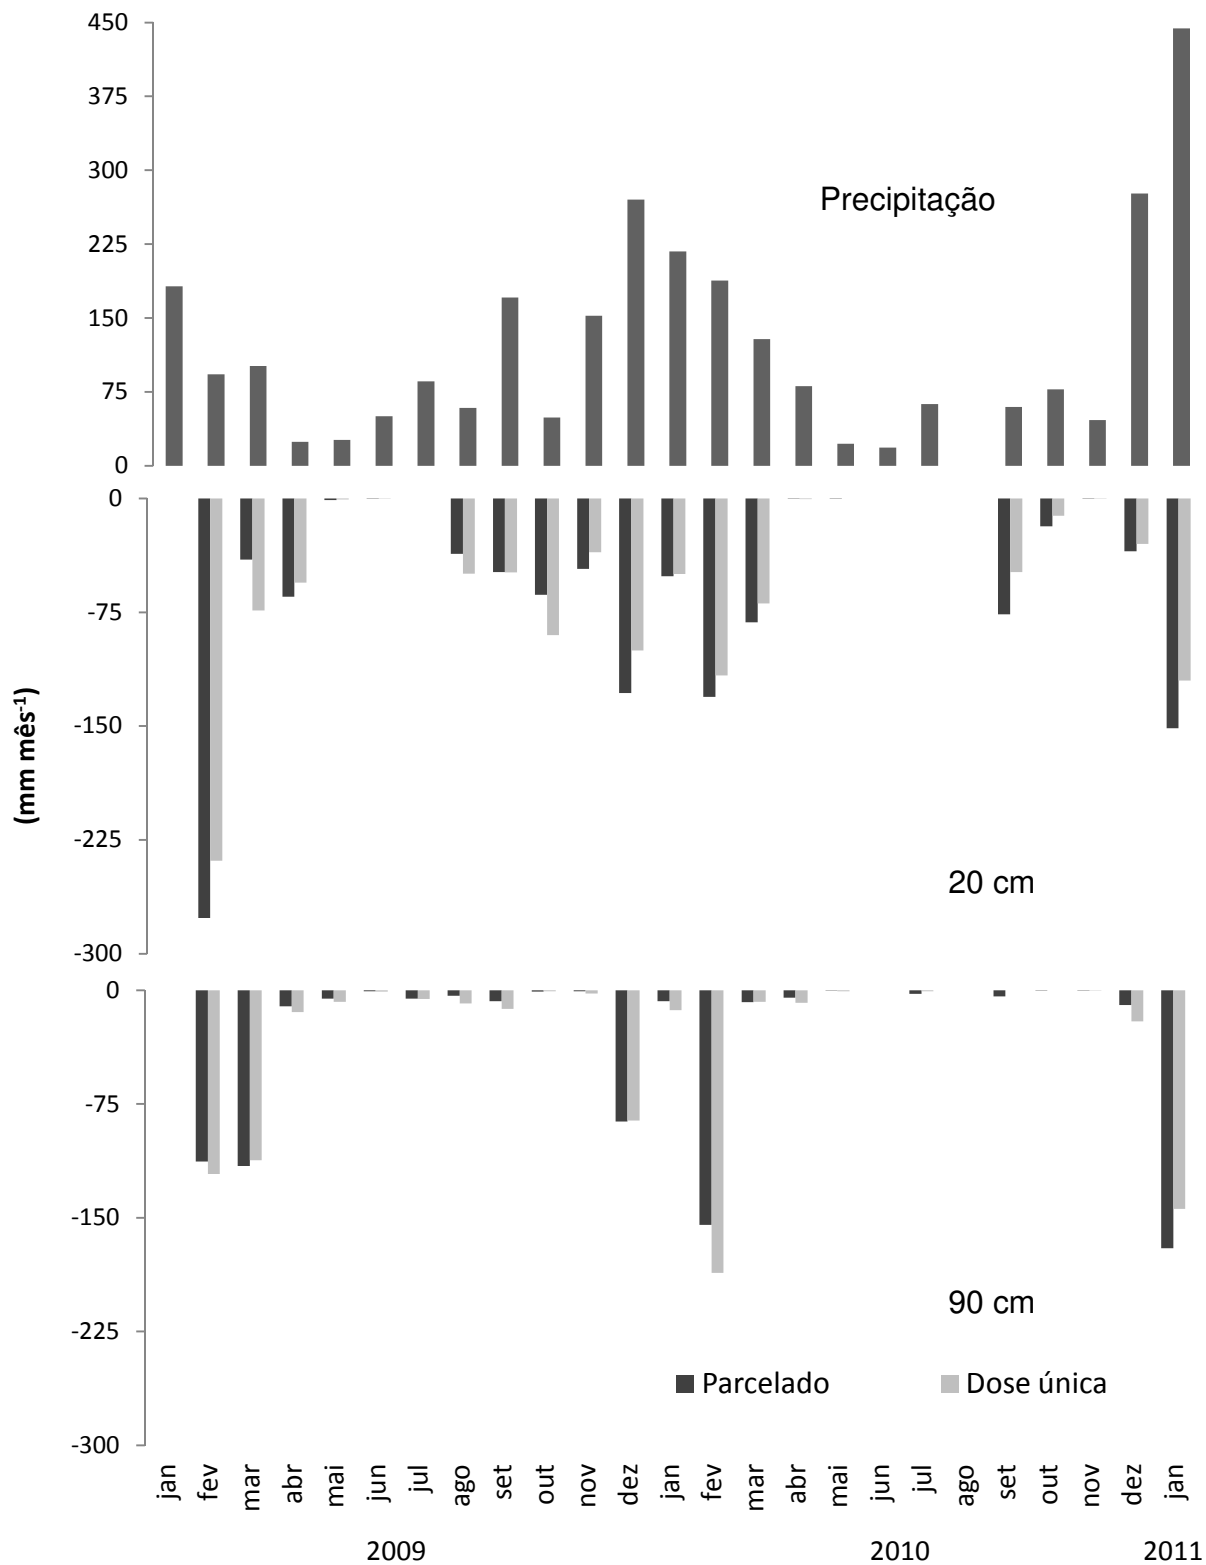 450
375
300
225
150
75
0
Precipitação
0
-75
-150
-225
-300
20 cm
(mm mês-1)
0
-75
-150
-225
-300
90 cm
Parcelado Dose única
jan fev mar abr mai jun jul ago set out nov dez jan fev mar abr mai jun jul ago set out nov dez jan
2009 2010 2011